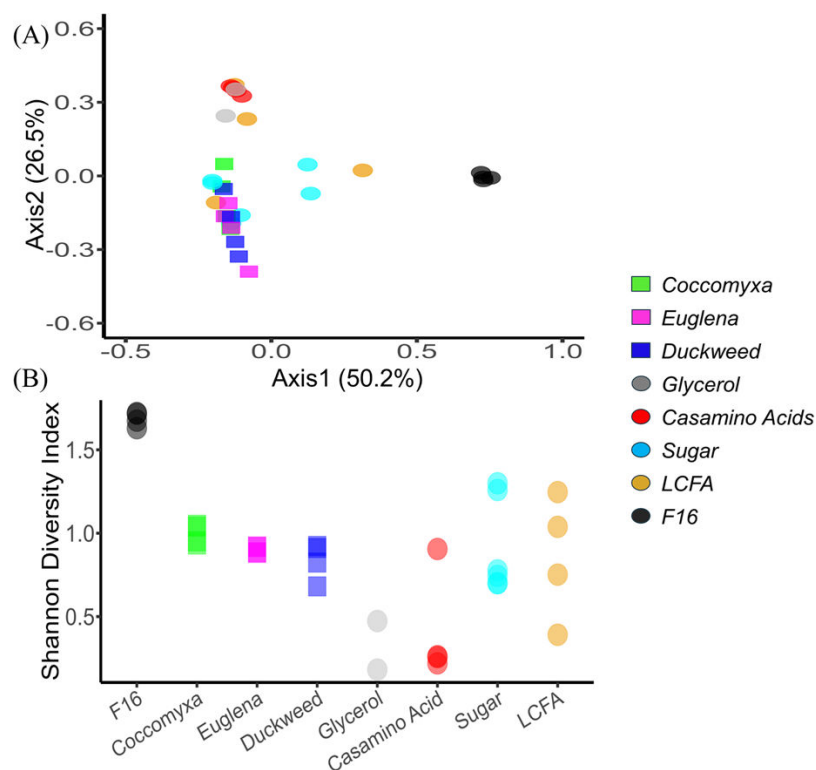 (A)
0.6
0.3
0.0
-0.3
-0.6
Axis2 (26.5%)
-0.5
0.0
0.5
1.0
Axis1 (50.2%)
Coccomyxa
Euglena
Duckweed
Glycerol
Casamino Acids
Sugar
LCFA
F16
(B)
1.5
1.0
0.5
Shannon Diversity Index
F16
Coccomyxa
Euglena
Duckweed
Glycerol
Casamino Acid
Sugar
LCFA